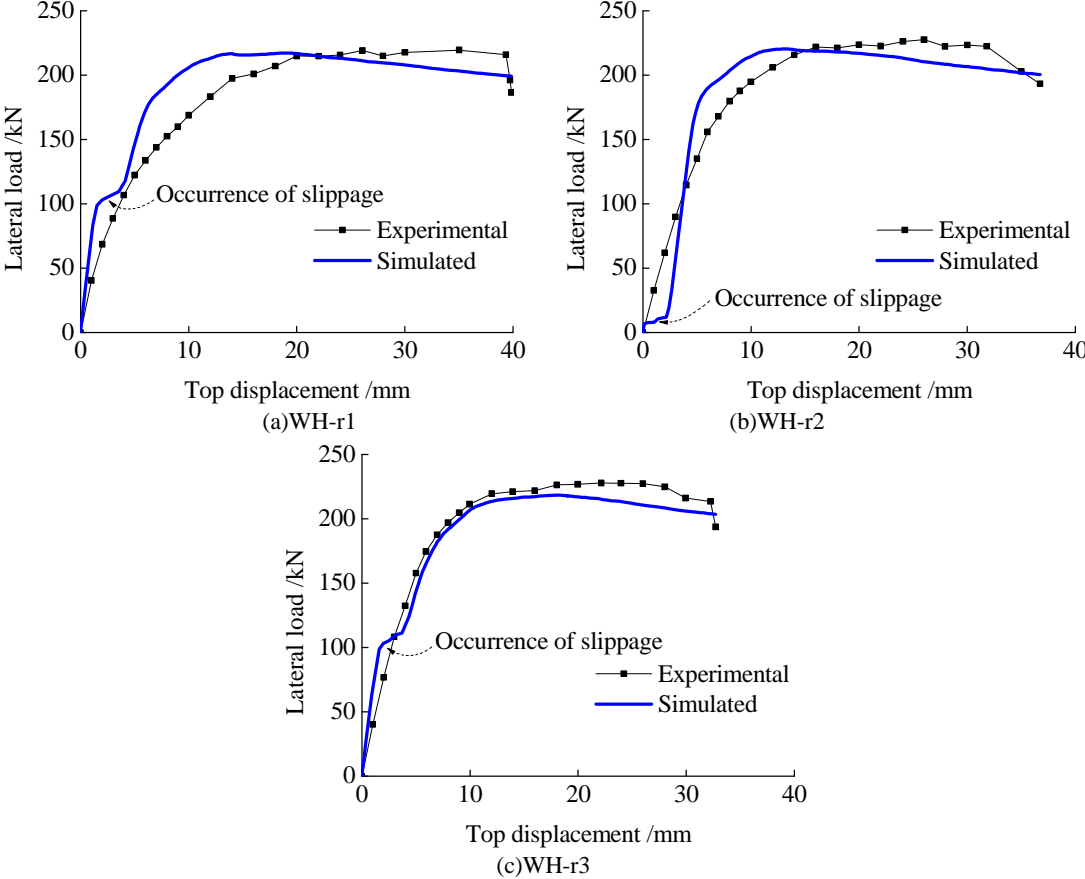 250
200
150
100
50
0
Lateral load /kN
Occurrence of slippage
Experimental
Simulated
0 10 20 30 40
Top displacement /mm
(a)WH-r1
250
200
150
100
50
0
Lateral load /kN
Experimental
Simulated
Occurrence of slippage
0 10 20 30 40
Top displacement /mm
(b)WH-r2
250
200
150
100
50
0
Lateral load /kN
Occurrence of slippage
Experimental
Simulated
0 10 20 30 40
Top displacement /mm
(c)WH-r3